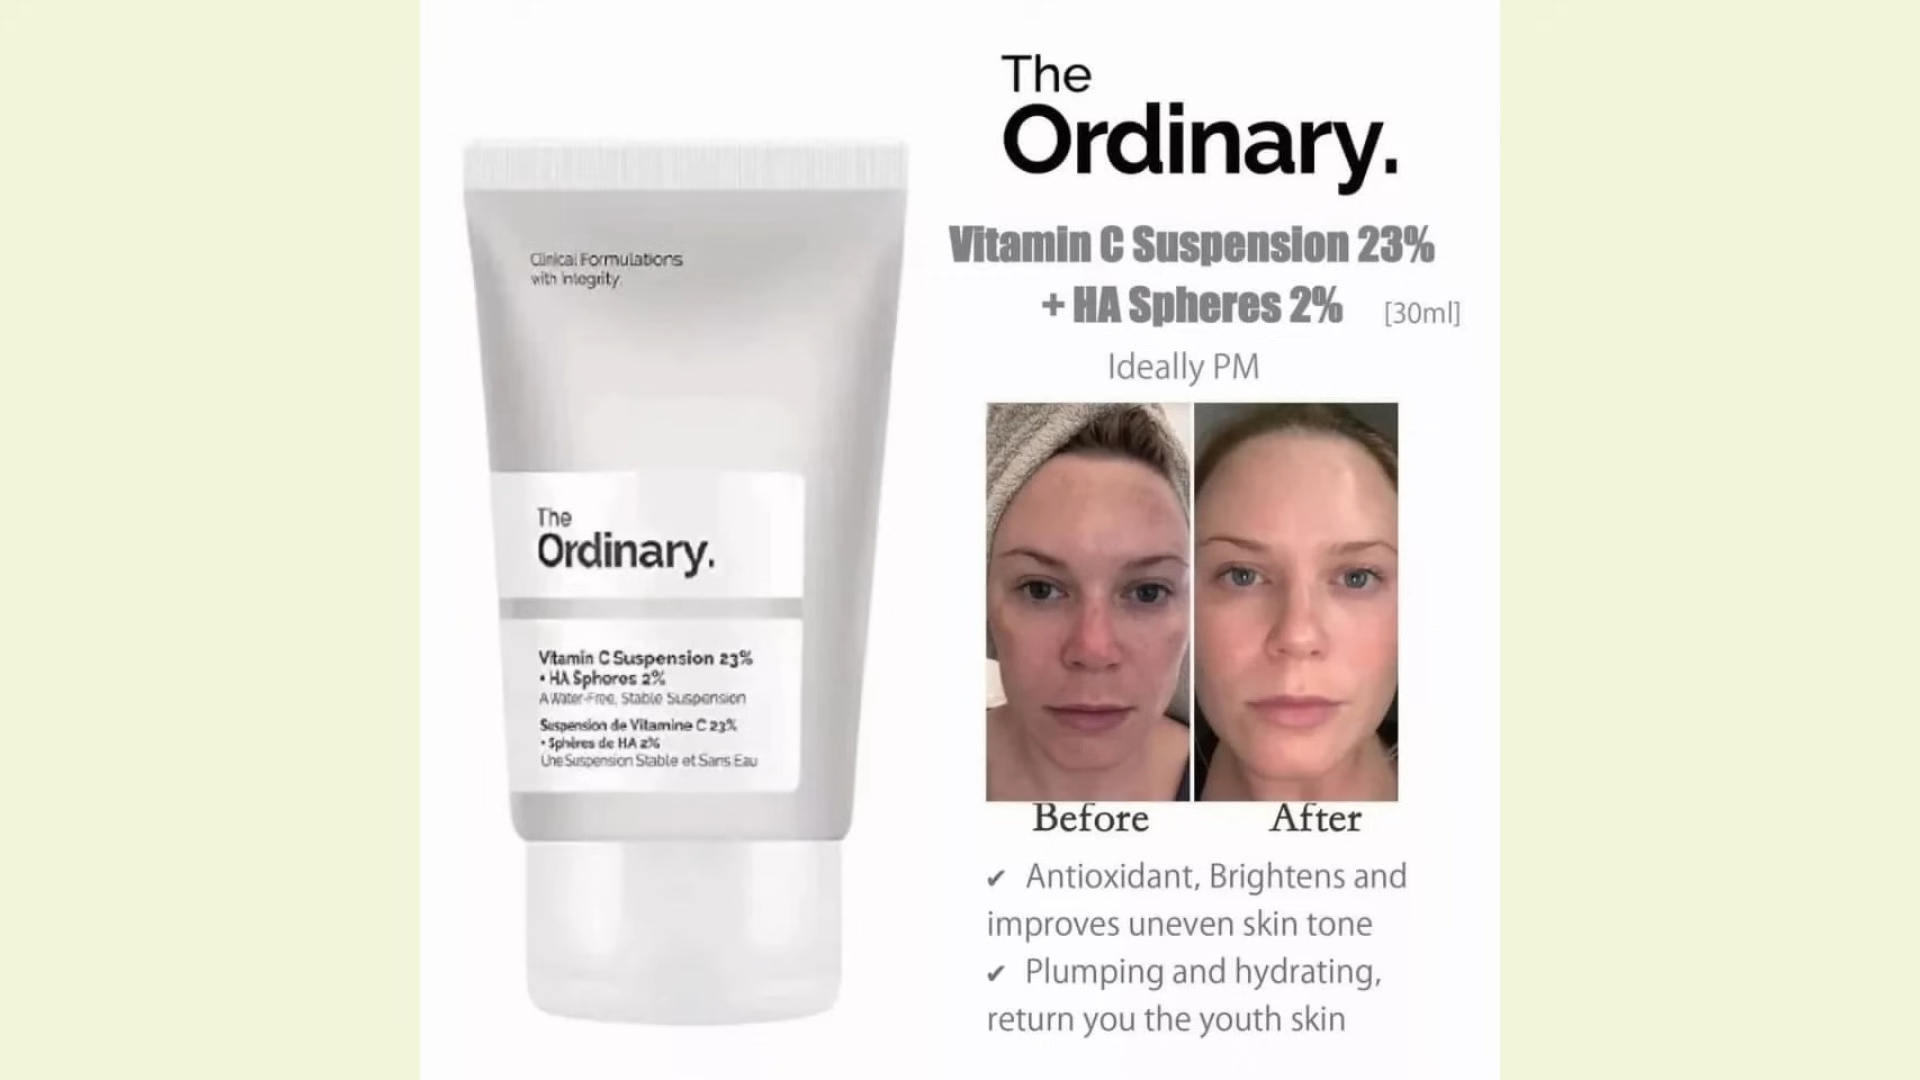 Clinical Formulations
with Integrity.
The
Ordinary.
Vitamin C Suspension 23%
+ HA Spheres 2%
A Water-Free, Stable Suspension
Suspension de Vitamine C 23%
+ Sphères de HA 2%
Une Suspension Stable et Sans Eau
The
Ordinary.
Vitamin C Suspension 23%
+ HA Spheres 2% [30ml]
Ideally PM
Before After
✔ Antioxidant, Brightens and
improves uneven skin tone
✔ Plumping and hydrating,
return you the youth skin